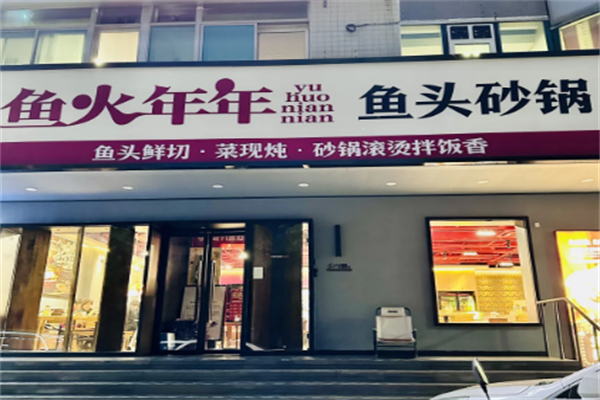 鱼火年年
yu
huo
nian
nian
鱼头砂锅
鱼头鲜切·菜现炖·砂锅滚烫拌饭香